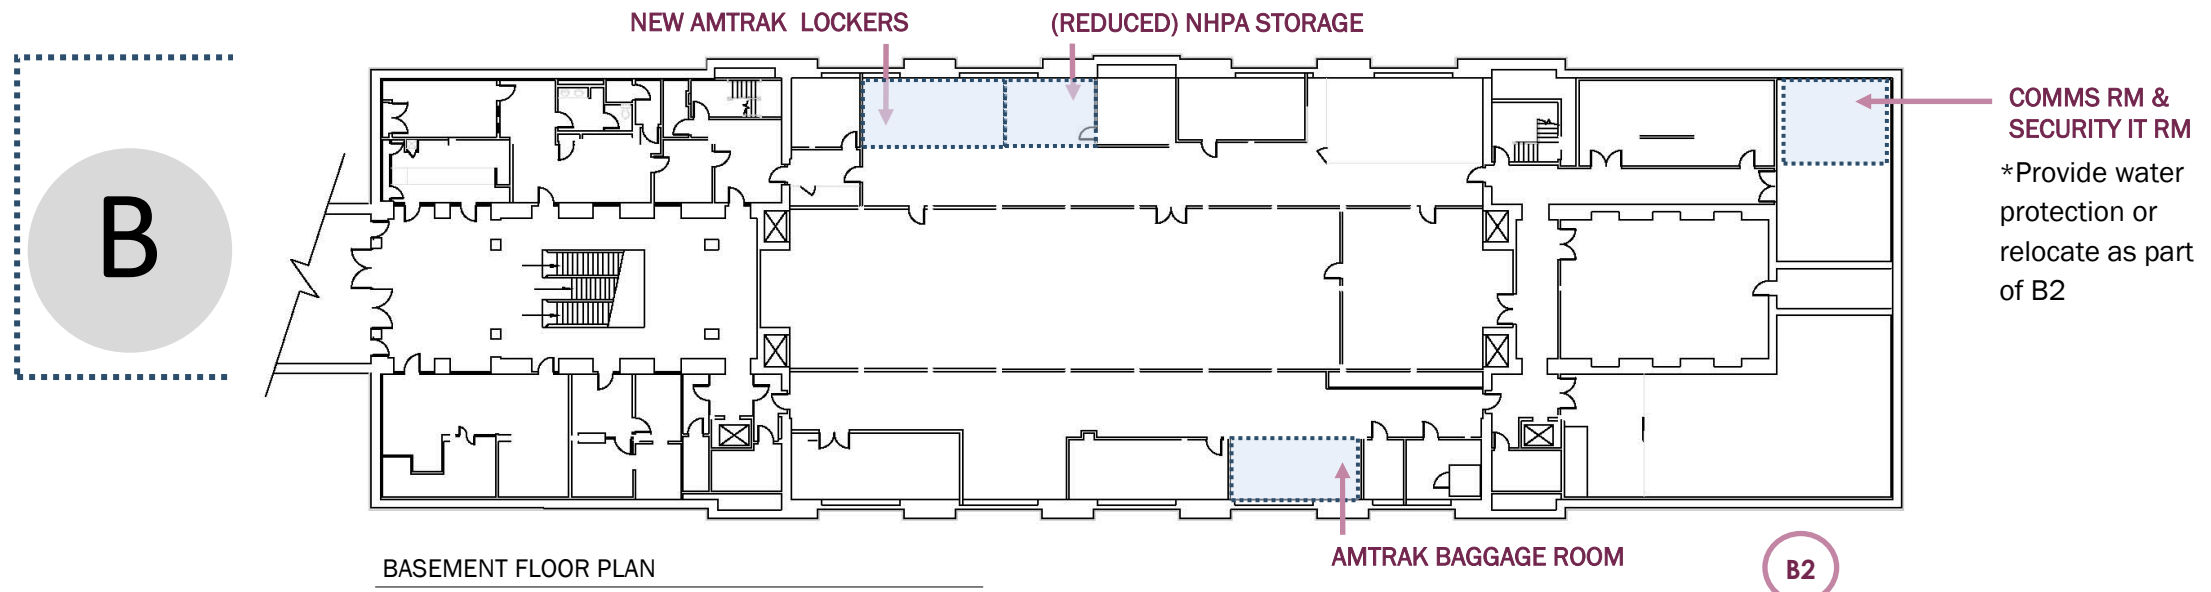 NEW AMTRAK LOCKERS
(REDUCED) NHPA STORAGE
COMMS RM &
SECURITY IT RM
*Provide water
protection or
relocate as part
of B2
B
AMTRAK BAGGAGE ROOM
BASEMENT FLOOR PLAN
B2